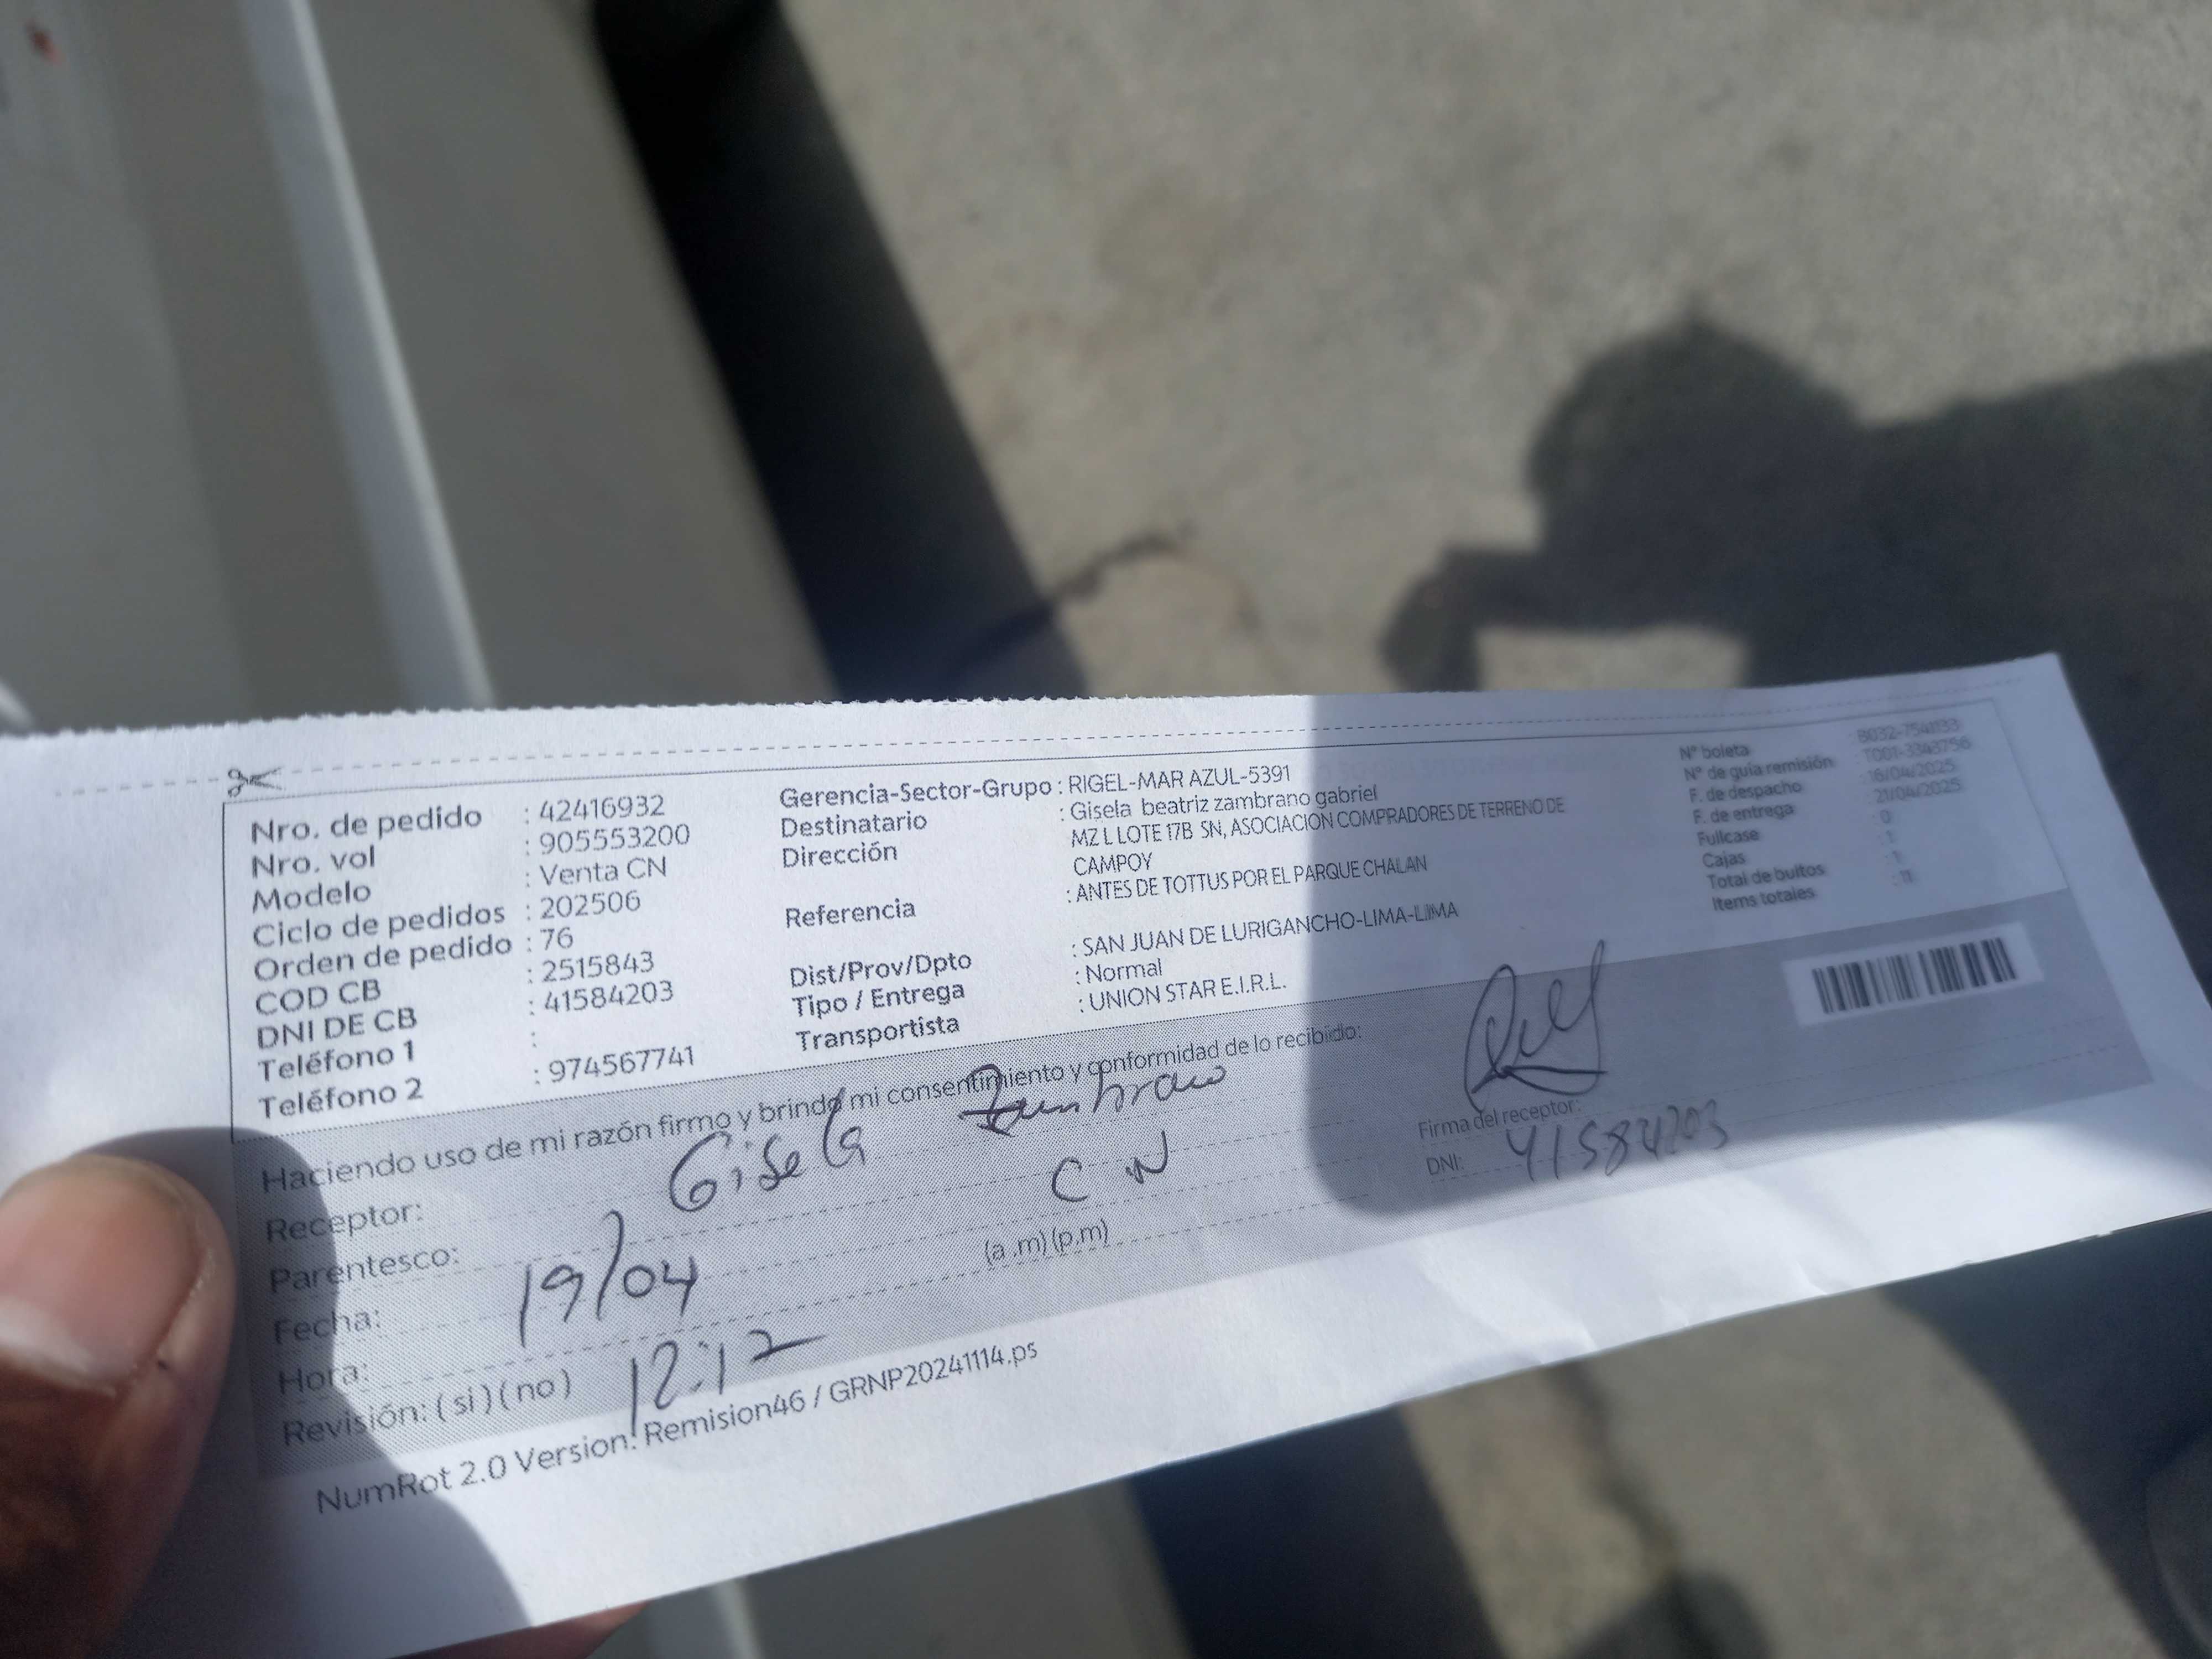 Nro. de pedido : 42416932
Nro. vol : 905553200
Modelo : Venta CN
Ciclo de pedidos : 202506
Orden de pedido : 76
COD CB : 2515843
DNI DE CB : 41584203
Teléfono 1 :
Teléfono 2 : 974567741
Gerencia-Sector-Grupo : RIGEL-MAR AZUL-5391
Destinatario : Gisela beatriz zambrano gabriel
Dirección MZ L LOTE 17B SN, ASOCIACION COMPRADORES DE TERRENO DE
CAMPOY
Referencia : ANTES DE TOTTUS POR EL PARQUE CHALAN
Dist/Prov/Dpto : SAN JUAN DE LURIGANCHO-LIMA-LIMA
Tipo / Entrega : Normal
Transportista : UNION STAR E.I.R.L.
N° boleta
N° de guía remisión
F. de despacho : 16/04/2025
F. de entrega : 21/04/2025
Fullcase : 0
Cajas : 1
Total de bultos : 1
Items totales : 11
Haciendo uso de mi razón firmo y brindo mi consentimiento y conformidad de lo recibido:
Receptor: Gisela Zambrano
Parentesco: C N
Fecha: 19/04
Hora: 12:12 (a .m) (p.m)
Revisión: ( si ) ( no )
Firma del receptor:
DNI: 41584203
NumRot 2.0 Version: Remision46 / GRNP20241114.ps